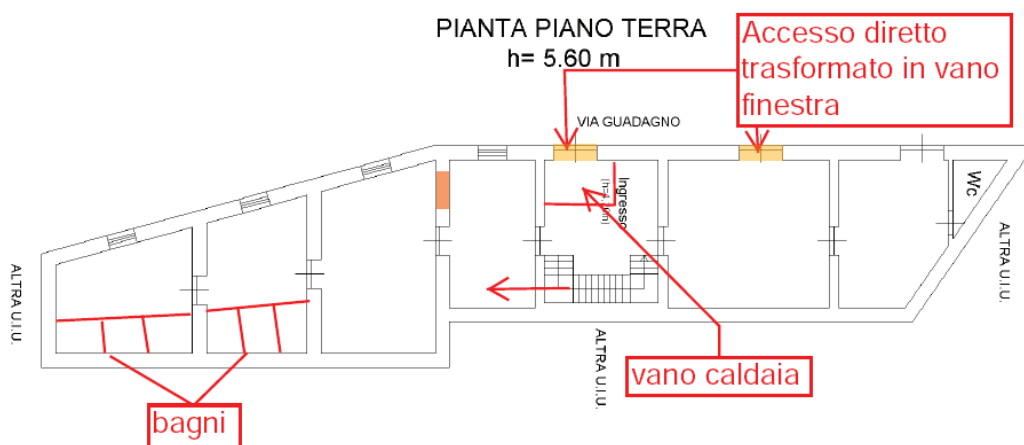 PIANTA PIANO TERRA
h= 5.60 m
Accesso diretto
trasformato in vano
finestra
VIA GUADAGNO
Ingresso
Wc
ALTRA U.I.U.
ALTRA U.I.U.
ALTRA U.I.U.
vano caldaia
bagni